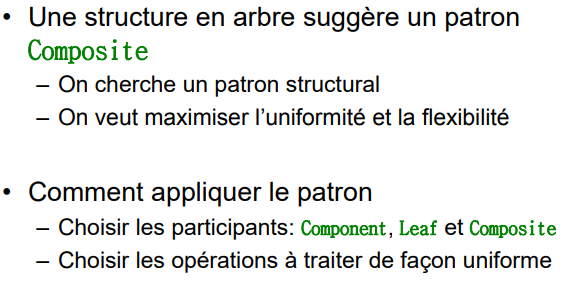 • Une structure en arbre suggère un patron
Composite
– On cherche un patron structural
– On veut maximiser l’uniformité et la flexibilité
• Comment appliquer le patron
– Choisir les participants: Component, Leaf et Composite
– Choisir les opérations à traiter de façon uniforme